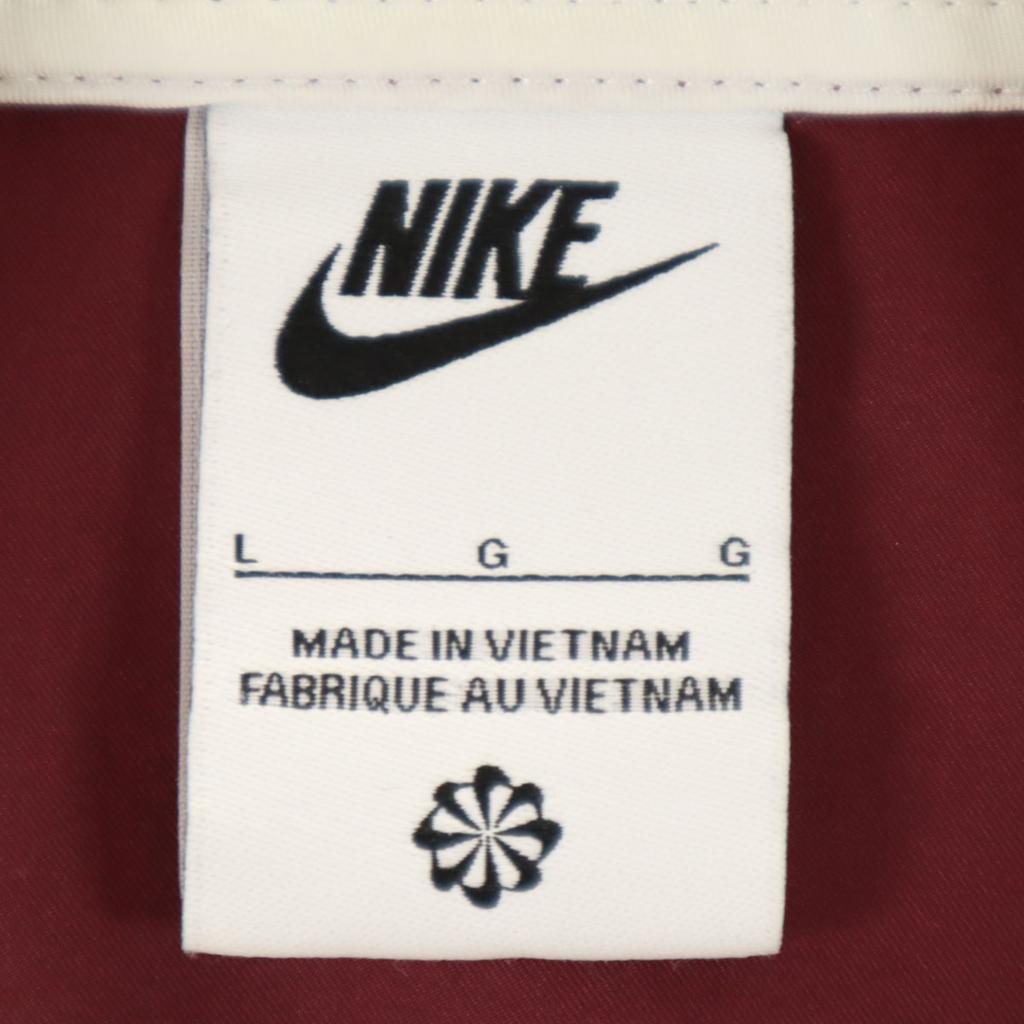 NIKE
L G G
MADE IN VIETNAM
FABRIQUE AU VIETNAM